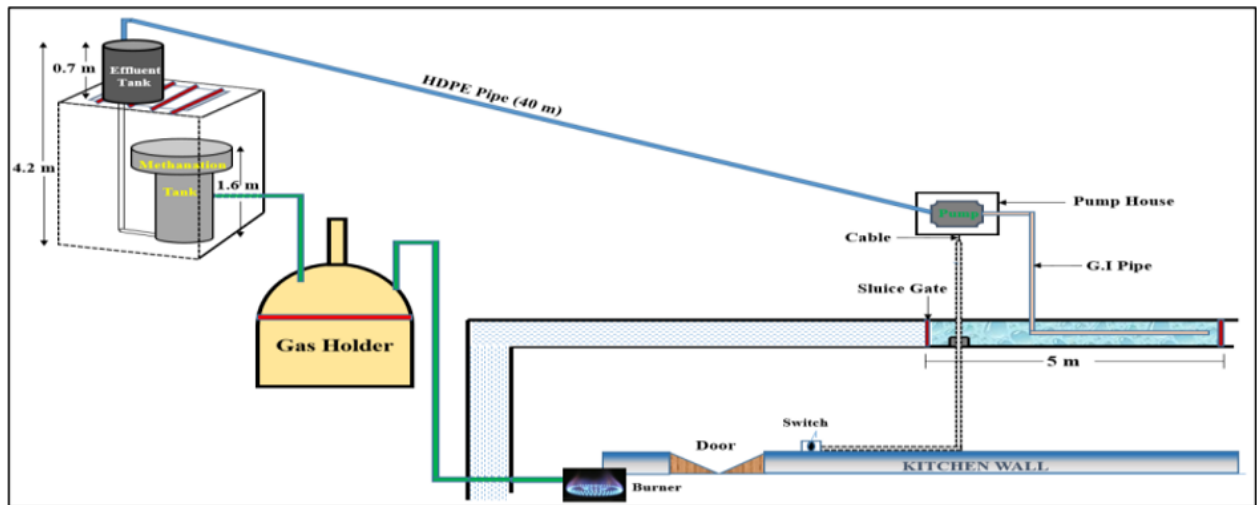 0.7 m
Effluent
Tank
HDPE Pipe (40 m)
4.2 m
Methanation
Tank
1.6 m
Pump
Pump House
Cable
G.I Pipe
Sluice Gate
Gas Holder
5 m
Switch
Door
KITCHEN WALL
Burner